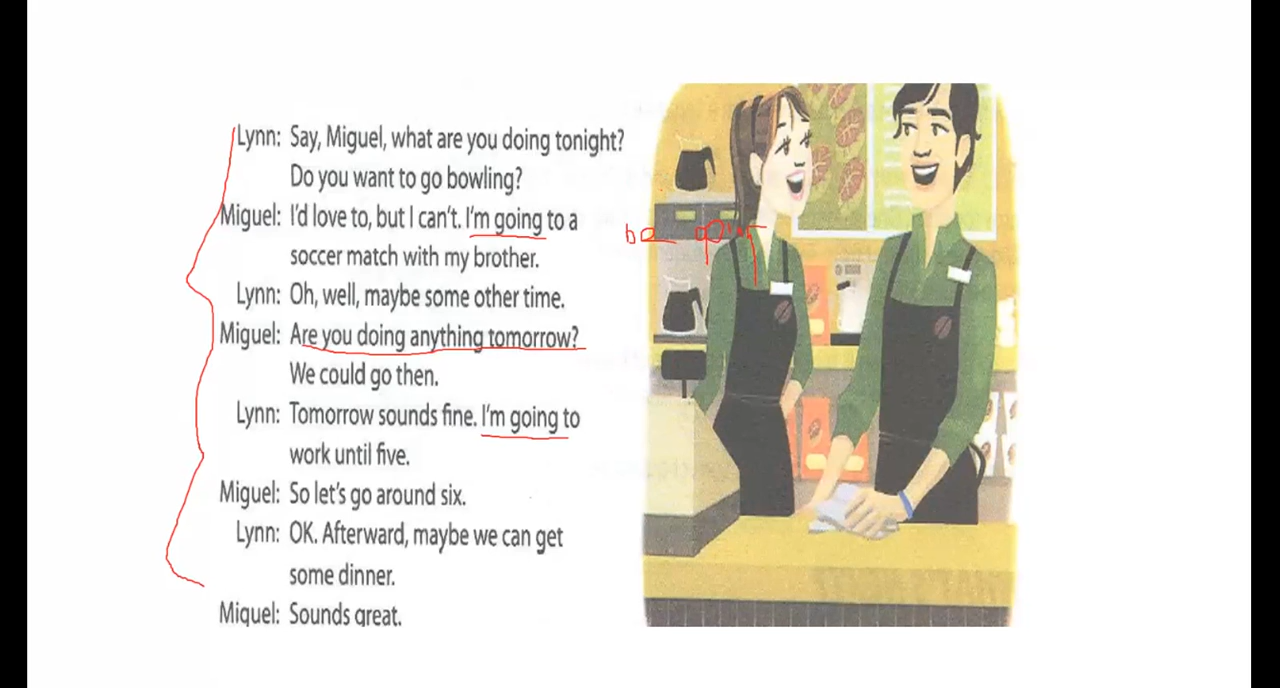 Lynn: Say, Miguel, what are you doing tonight?
Do you want to go bowling?
Miguel: I'd love to, but I can't. I'm going to a
soccer match with my brother.
be going
Lynn: Oh, well, maybe some other time.
Miguel: Are you doing anything tomorrow?
We could go then.
Lynn: Tomorrow sounds fine. I'm going to
work until five.
Miguel: So let's go around six.
Lynn: OK. Afterward, maybe we can get
some dinner.
Miguel: Sounds great.